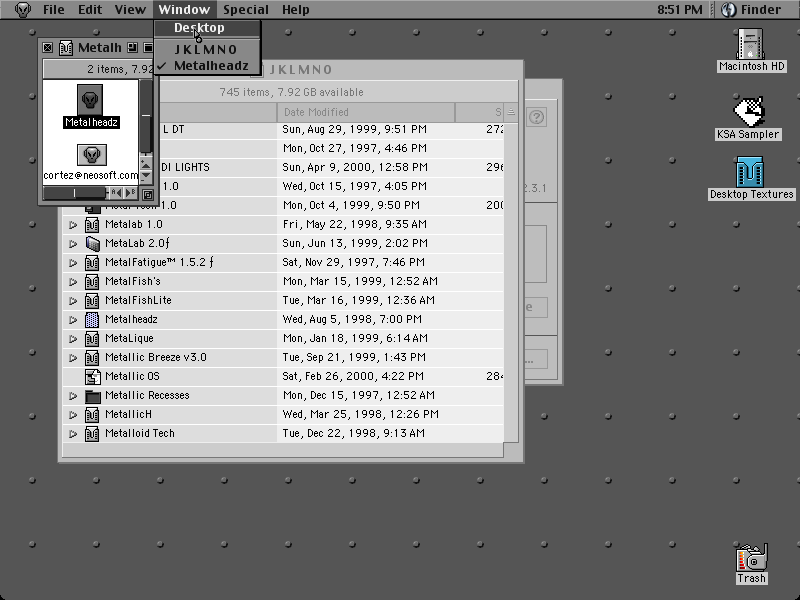 File Edit View Window Special Help 8:51 PM Finder
Desktop
JKLMNO
Metalheadz
Metalh
2 items, 7.92
Metalheadz
cortez@neosoft.com
JKLMNO
745 items, 7.92 GB available
Date Modified S
L DT Sun, Aug 29, 1999, 9:51 PM 272
Mon, Oct 27, 1997, 4:46 PM
DI LIGHTS Sun, Apr 9, 2000, 12:58 PM 296
1.0 Wed, Oct 15, 1997, 4:05 PM
1.0 Mon, Oct 4, 1999, 9:50 PM 200
Metalab 1.0 Fri, May 22, 1998, 9:35 AM
MetaLab 2.0ƒ Sun, Jun 13, 1999, 2:02 PM
MetalFatigue™ 1.5.2 ƒ Sat, Nov 29, 1997, 7:46 PM
MetalFish's Mon, Mar 15, 1999, 12:52 AM
MetalFishLite Tue, Mar 16, 1999, 12:36 AM
Metalheadz Wed, Aug 5, 1998, 7:00 PM
MetaLique Mon, Jan 18, 1999, 6:14 AM
Metallic Breeze v3.0 Tue, Sep 21, 1999, 1:43 PM
Metallic OS Sat, Feb 26, 2000, 4:22 PM 284
Metallic Recesses Mon, Dec 15, 1997, 12:52 AM
MetallicH Wed, Mar 25, 1998, 12:26 PM
Metalloid Tech Tue, Dec 22, 1998, 9:13 AM
?
2.3.1
e
...
Macintosh HD
KSA Sampler
Desktop Textures
Trash